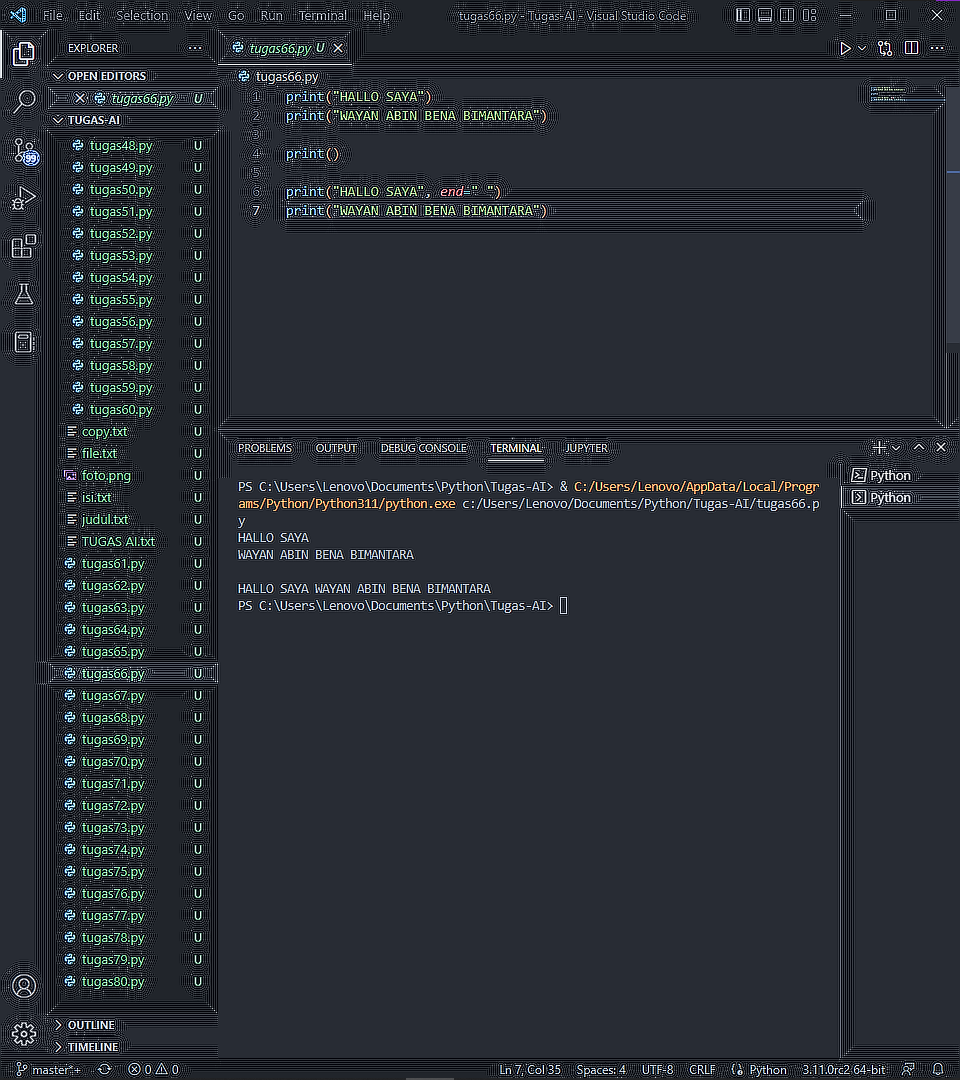 File Edit Selection View Go Run Terminal Help tugas66.py - Tugas-AI - Visual Studio Code
EXPLORER
OPEN EDITORS
tugas66.py U
TUGAS-AI
tugas48.py U
tugas49.py U
tugas50.py U
tugas51.py U
tugas52.py U
tugas53.py U
tugas54.py U
tugas55.py U
tugas56.py U
tugas57.py U
tugas58.py U
tugas59.py U
tugas60.py U
copy.txt U
file.txt U
foto.png U
isi.txt U
judul.txt U
TUGAS AI.txt U
tugas61.py U
tugas62.py U
tugas63.py U
tugas64.py U
tugas65.py U
tugas66.py U
tugas67.py U
tugas68.py U
tugas69.py U
tugas70.py U
tugas71.py U
tugas72.py U
tugas73.py U
tugas74.py U
tugas75.py U
tugas76.py U
tugas77.py U
tugas78.py U
tugas79.py U
tugas80.py U
OUTLINE
TIMELINE
99
tugas66.py U
tugas66.py
1 print("HALLO SAYA")
2 print("WAYAN ABIN BENA BIMANTARA")
3
4 print()
5
6 print("HALLO SAYA", end=" ")
7 print("WAYAN ABIN BENA BIMANTARA")
PROBLEMS OUTPUT DEBUG CONSOLE TERMINAL JUPYTER
PS C:\Users\Lenovo\Documents\Python\Tugas-AI> & C:/Users/Lenovo/AppData/Local/Progr
ams/Python/Python311/python.exe c:/Users/Lenovo/Documents/Python/Tugas-AI/tugas66.p
y
HALLO SAYA
WAYAN ABIN BENA BIMANTARA
HALLO SAYA WAYAN ABIN BENA BIMANTARA
PS C:\Users\Lenovo\Documents\Python\Tugas-AI>
Python
Python
master*+ 0 0 Ln 7, Col 35 Spaces: 4 UTF-8 CRLF Python 3.11.0rc2 64-bit